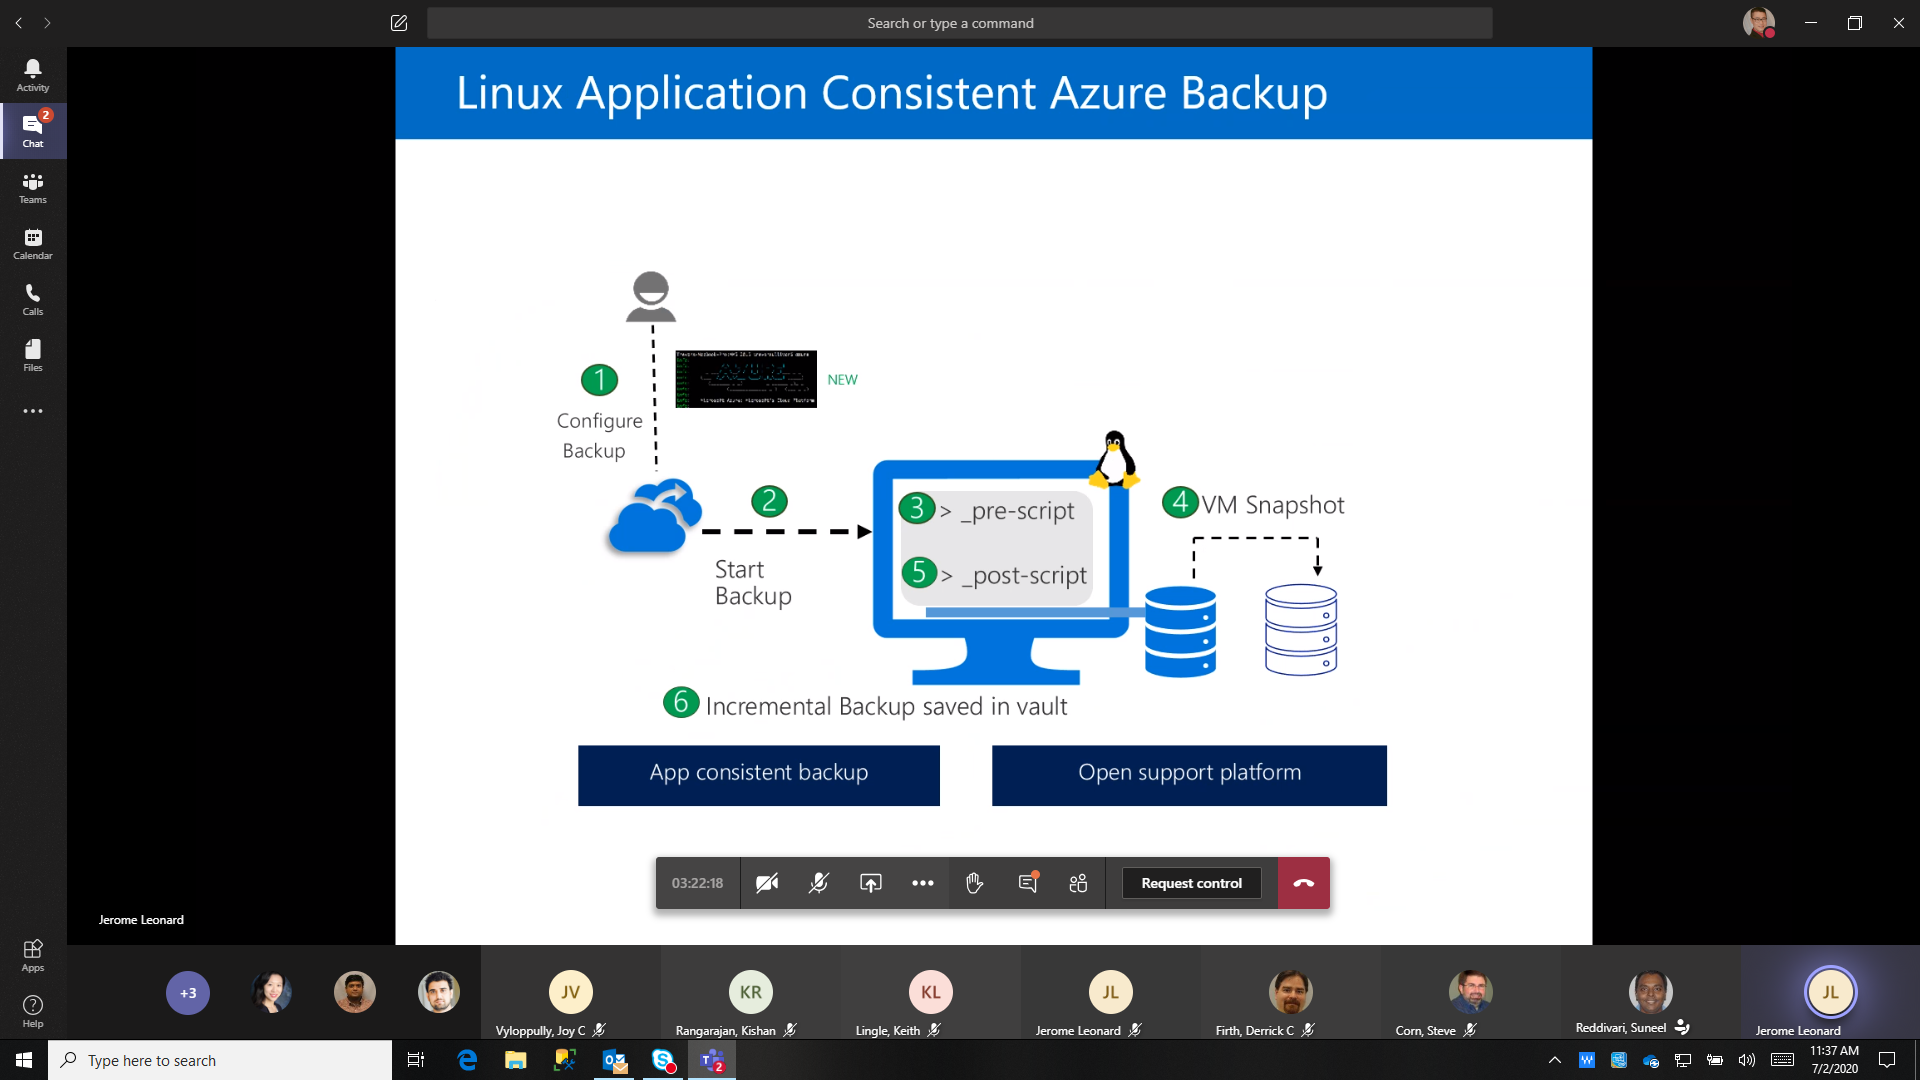 Search or type a command
Activity
2
Chat
Teams
Calendar
Calls
Files
Apps
Help
Linux Application Consistent Azure Backup
1
Configure
Backup
NEW
2
Start
Backup
3 > _pre-script
5 > _post-script
4 VM Snapshot
6 Incremental Backup saved in vault
App consistent backup
Open support platform
03:22:18
Request control
Jerome Leonard
+3
JV
Vyloppully, Joy C
KR
Rangarajan, Kishan
KL
Lingle, Keith
JL
Jerome Leonard
Firth, Derrick C
Corn, Steve
Reddivari, Suneel
JL
Jerome Leonard
Type here to search
2
11:37 AM
7/2/2020